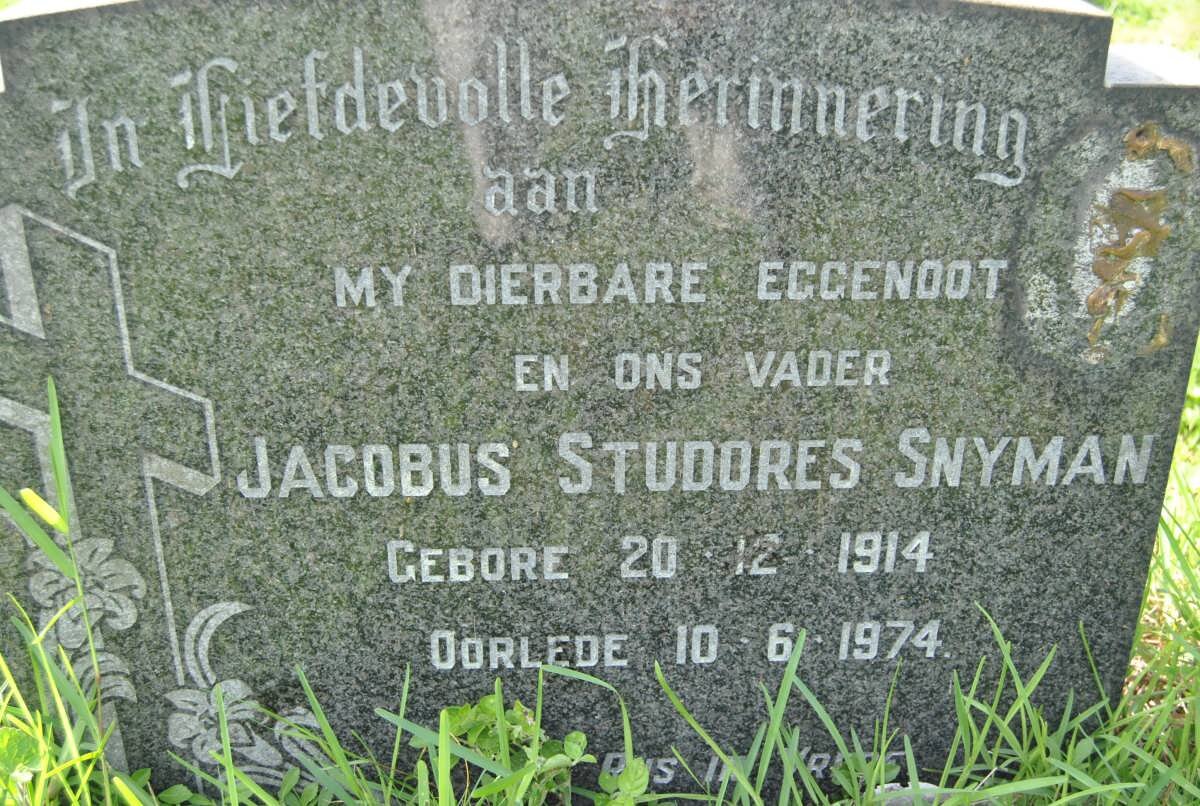 In Liefdevolle Herinnering
aan
MY DIERBARE EGGENOOT
EN ONS VADER
JACOBUS STUDORES SNYMAN
GEBORE 20·12·1914
OORLEDE 10·6·1974.